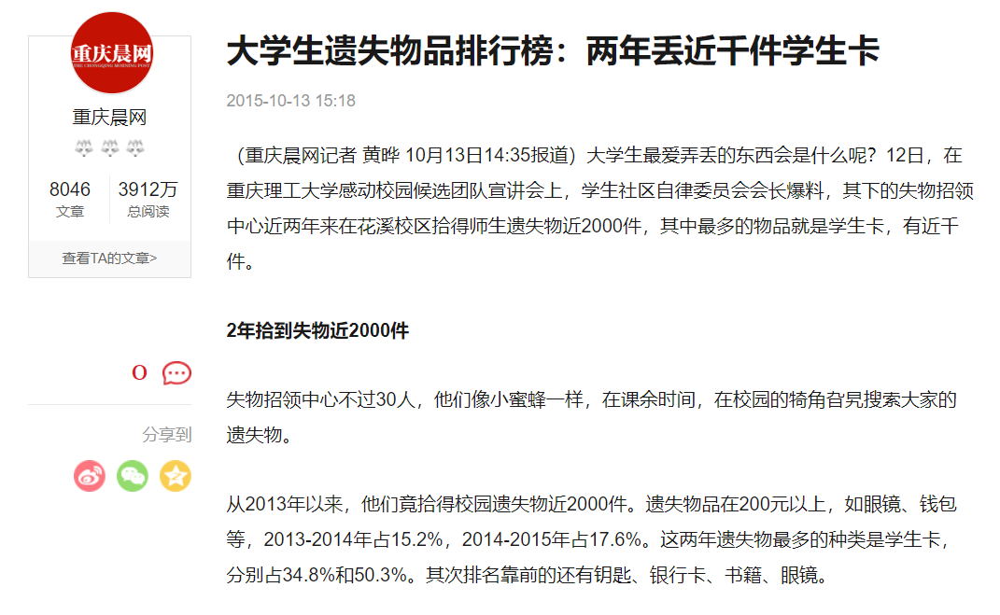 重庆晨网
THE CHONGQING MORNING POST
重庆晨网
8046
3912万
文章
总阅读
查看TA的文章>
0
分享到
大学生遗失物品排行榜：两年丢近千件学生卡
2015-10-13 15:18
（重庆晨网记者 黄晔 10月13日14:35报道）大学生最爱弄丢的东西会是什么呢？12日，在
重庆理工大学感动校园候选团队宣讲会上，学生社区自律委员会会长爆料，其下的失物招领
中心近两年来在花溪校区拾得师生遗失物近2000件，其中最多的物品就是学生卡，有近千
件。
2年拾到失物近2000件
失物招领中心不过30人，他们像小蜜蜂一样，在课余时间，在校园的犄角旮旯搜索大家的
遗失物。
从2013年以来，他们竟拾得校园遗失物近2000件。遗失物品在200元以上，如眼镜、钱包
等，2013-2014年占15.2%，2014-2015年占17.6%。这两年遗失物最多的种类是学生卡，
分别占34.8%和50.3%。其次排名靠前的还有钥匙、银行卡、书籍、眼镜。